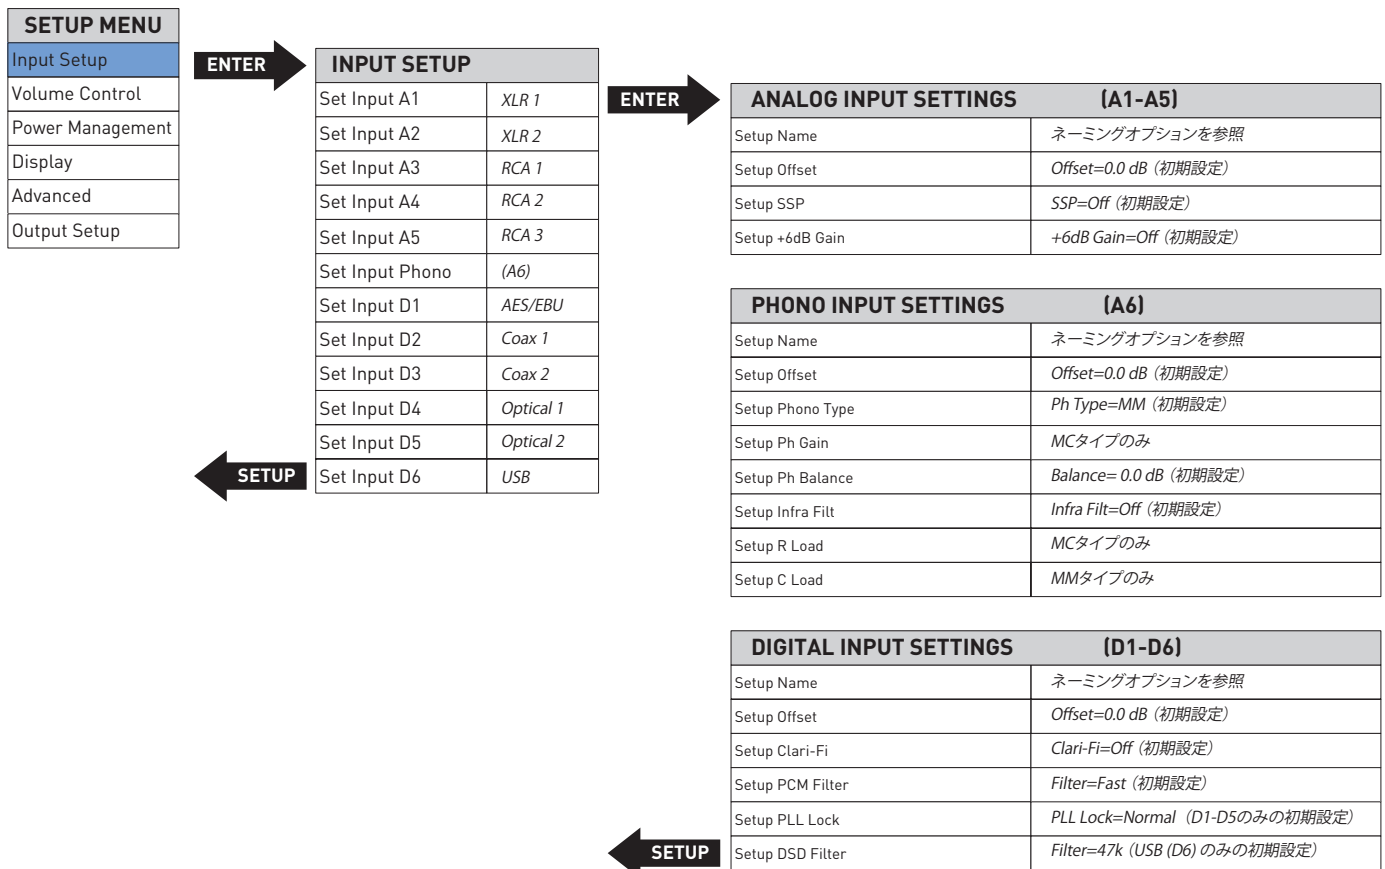 SETUP MENU
Input Setup
Volume Control
Power Management
Display
Advanced
Output Setup
ENTER
INPUT SETUP
Set Input A1 XLR 1
Set Input A2 XLR 2
Set Input A3 RCA 1
Set Input A4 RCA 2
Set Input A5 RCA 3
Set Input Phono (A6)
Set Input D1 AES/EBU
Set Input D2 Coax 1
Set Input D3 Coax 2
Set Input D4 Optical 1
Set Input D5 Optical 2
Set Input D6 USB
SETUP
ENTER
ANALOG INPUT SETTINGS (A1-A5)
Setup Name ネーミングオプションを参照
Setup Offset Offset=0.0 dB（初期設定）
Setup SSP SSP=Off（初期設定）
Setup +6dB Gain +6dB Gain=Off（初期設定）
PHONO INPUT SETTINGS (A6)
Setup Name ネーミングオプションを参照
Setup Offset Offset=0.0 dB（初期設定）
Setup Phono Type Ph Type=MM（初期設定）
Setup Ph Gain MCタイプのみ
Setup Ph Balance Balance= 0.0 dB（初期設定）
Setup Infra Filt Infra Filt=Off（初期設定）
Setup R Load MCタイプのみ
Setup C Load MMタイプのみ
DIGITAL INPUT SETTINGS (D1-D6)
Setup Name ネーミングオプションを参照
Setup Offset Offset=0.0 dB（初期設定）
Setup Clari-Fi Clari-Fi=Off（初期設定）
Setup PCM Filter Filter=Fast（初期設定）
Setup PLL Lock PLL Lock=Normal（D1-D5のみの初期設定）
Setup DSD Filter Filter=47k（USB (D6) のみの初期設定）
SETUP